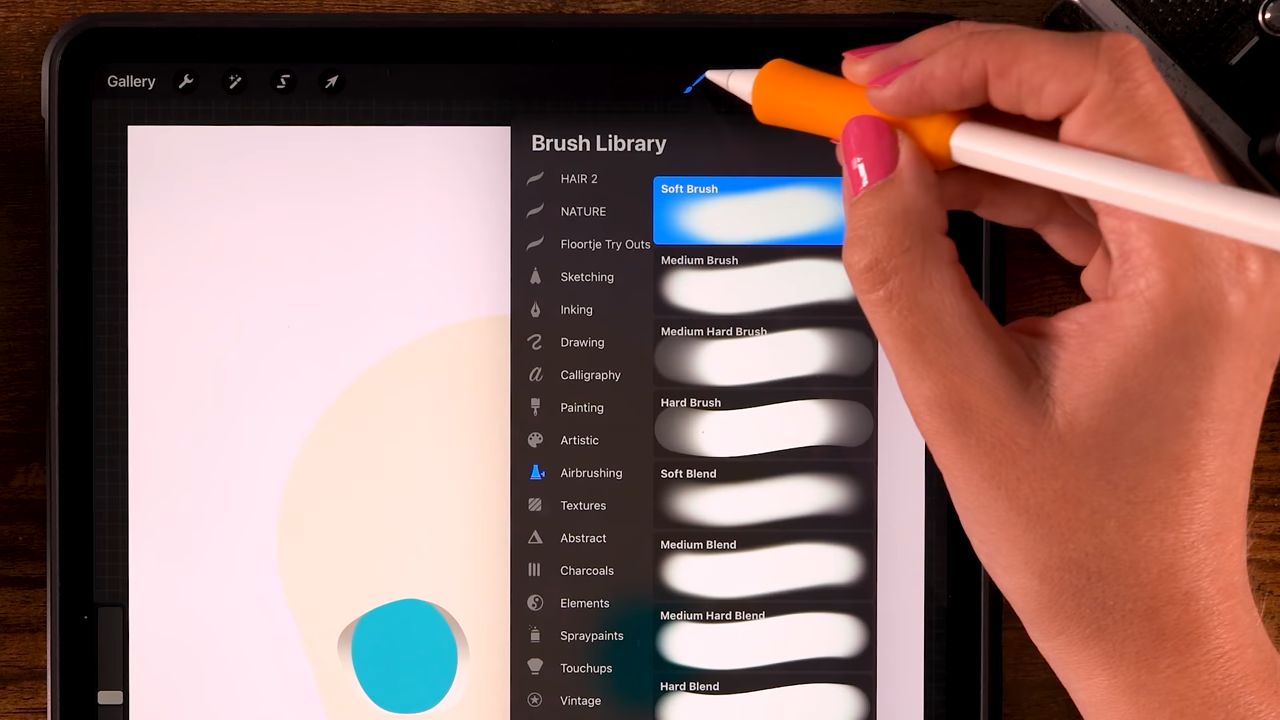 Gallery
Brush Library
HAIR 2
NATURE
Floortje Try Outs
Sketching
Inking
Drawing
Calligraphy
Painting
Artistic
Airbrushing
Textures
Abstract
Charcoals
Elements
Spraypaints
Touchups
Vintage
Soft Brush
Medium Brush
Medium Hard Brush
Hard Brush
Soft Blend
Medium Blend
Medium Hard Blend
Hard Blend